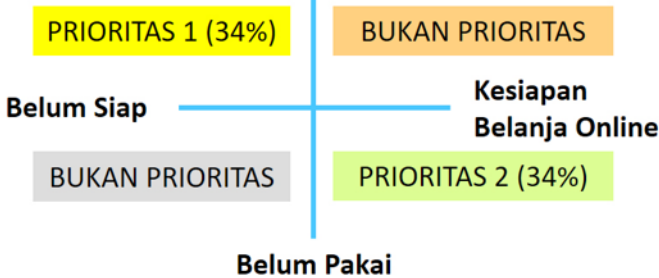 PRIORITAS 1 (34%)
BUKAN PRIORITAS
Belum Siap
Kesiapan
Belanja Online
BUKAN PRIORITAS
PRIORITAS 2 (34%)
Belum Pakai